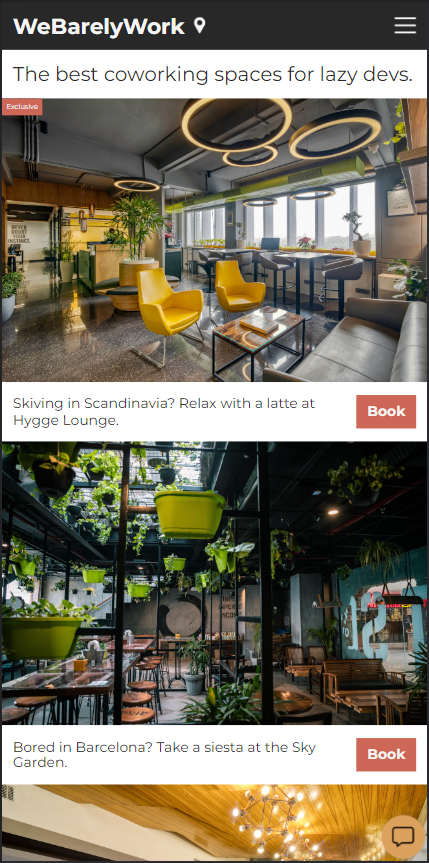 WeBarelyWork
The best coworking spaces for lazy devs.
Exclusive
Skiving in Scandinavia? Relax with a latte at
Hygge Lounge.
Book
Bored in Barcelona? Take a siesta at the Sky
Garden.
Book